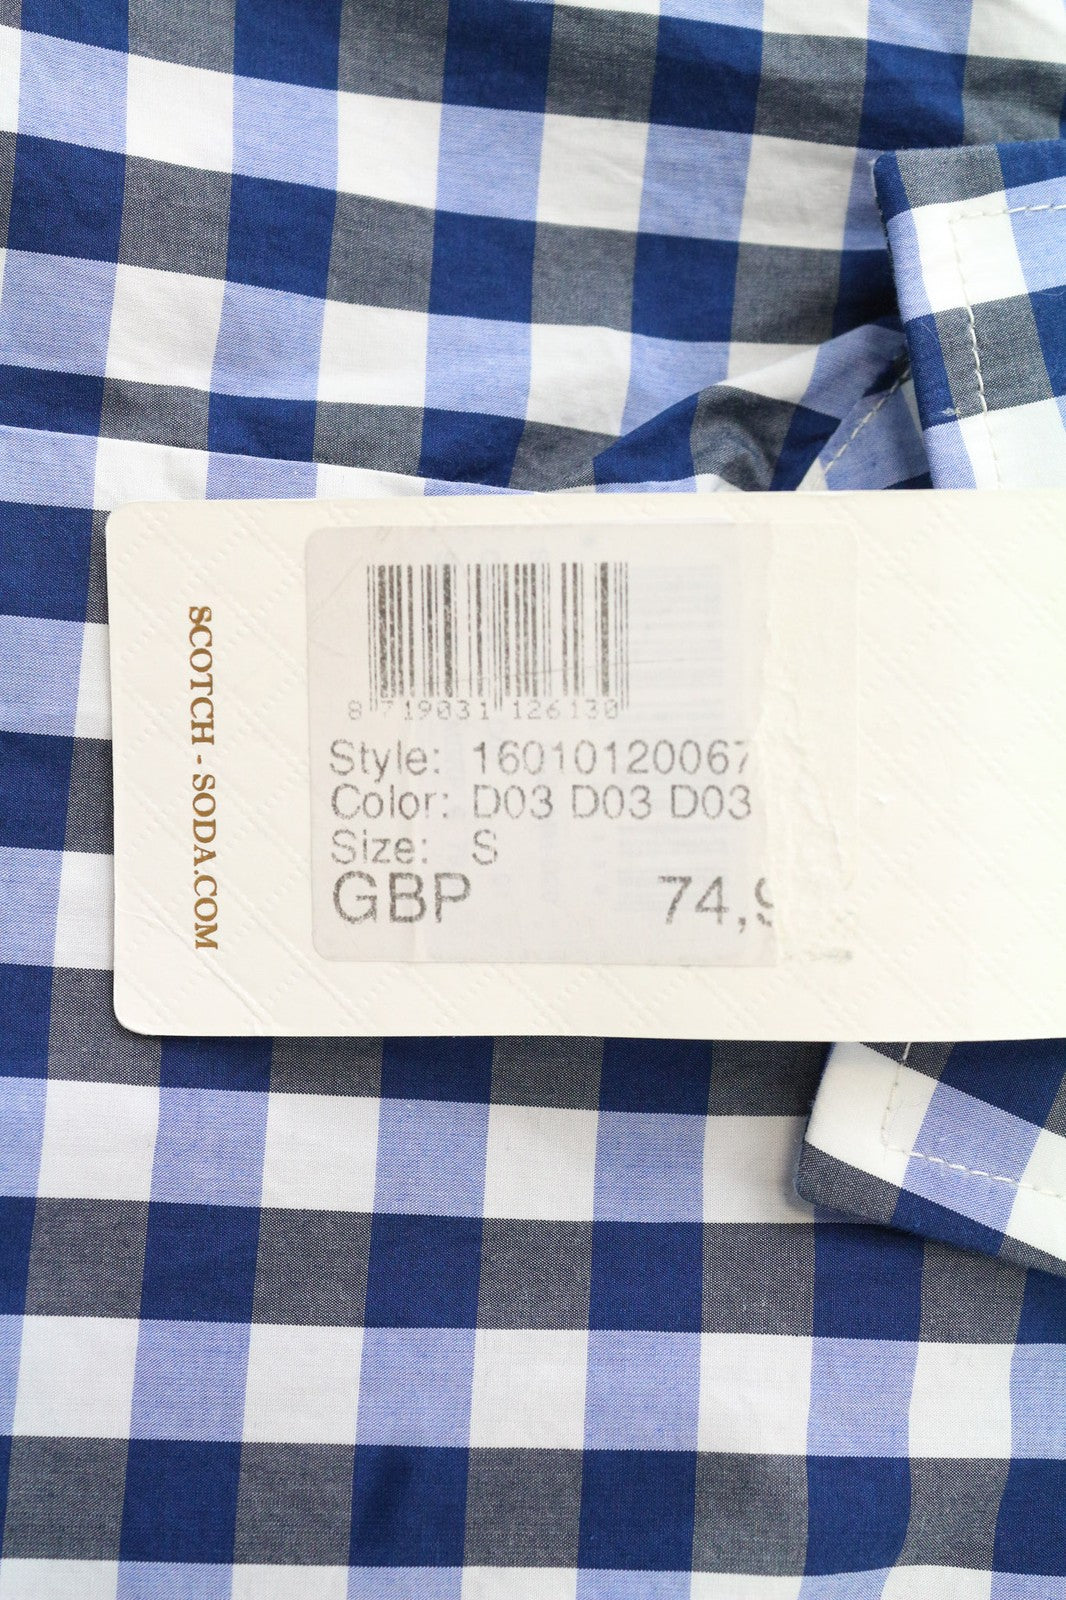 SCOTCH - SODA.COM
8 719031 126130
Style: 16010120067
Color: D03 D03 D03
Size: S
GBP 74,9